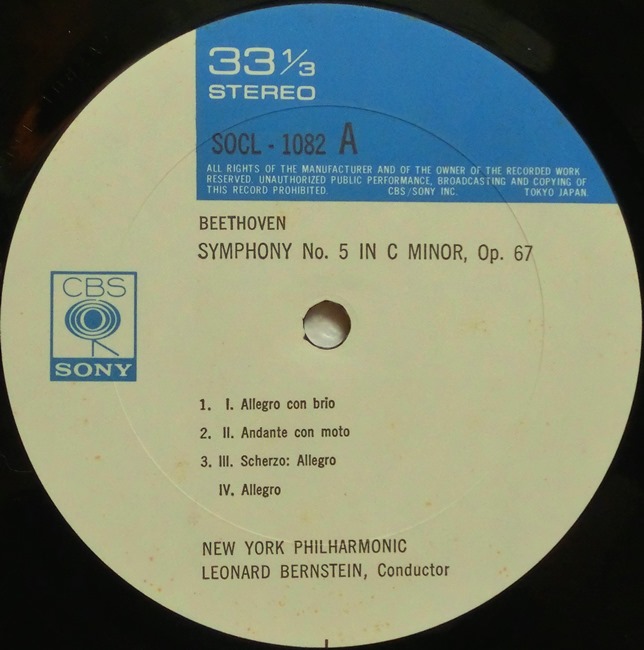 33 1/3
STEREO
SOCL - 1082 A
ALL RIGHTS OF THE MANUFACTURER AND OF THE OWNER OF THE RECORDED WORK
RESERVED. UNAUTHORIZED PUBLIC PERFORMANCE, BROADCASTING AND COPYING OF
THIS RECORD PROHIBITED. CBS/SONY INC. TOKYO JAPAN.
BEETHOVEN
SYMPHONY No. 5 IN C MINOR, Op. 67
CBS
SONY
1. I. Allegro con brio
2. II. Andante con moto
3. III. Scherzo: Allegro
IV. Allegro
NEW YORK PHILHARMONIC
LEONARD BERNSTEIN, Conductor